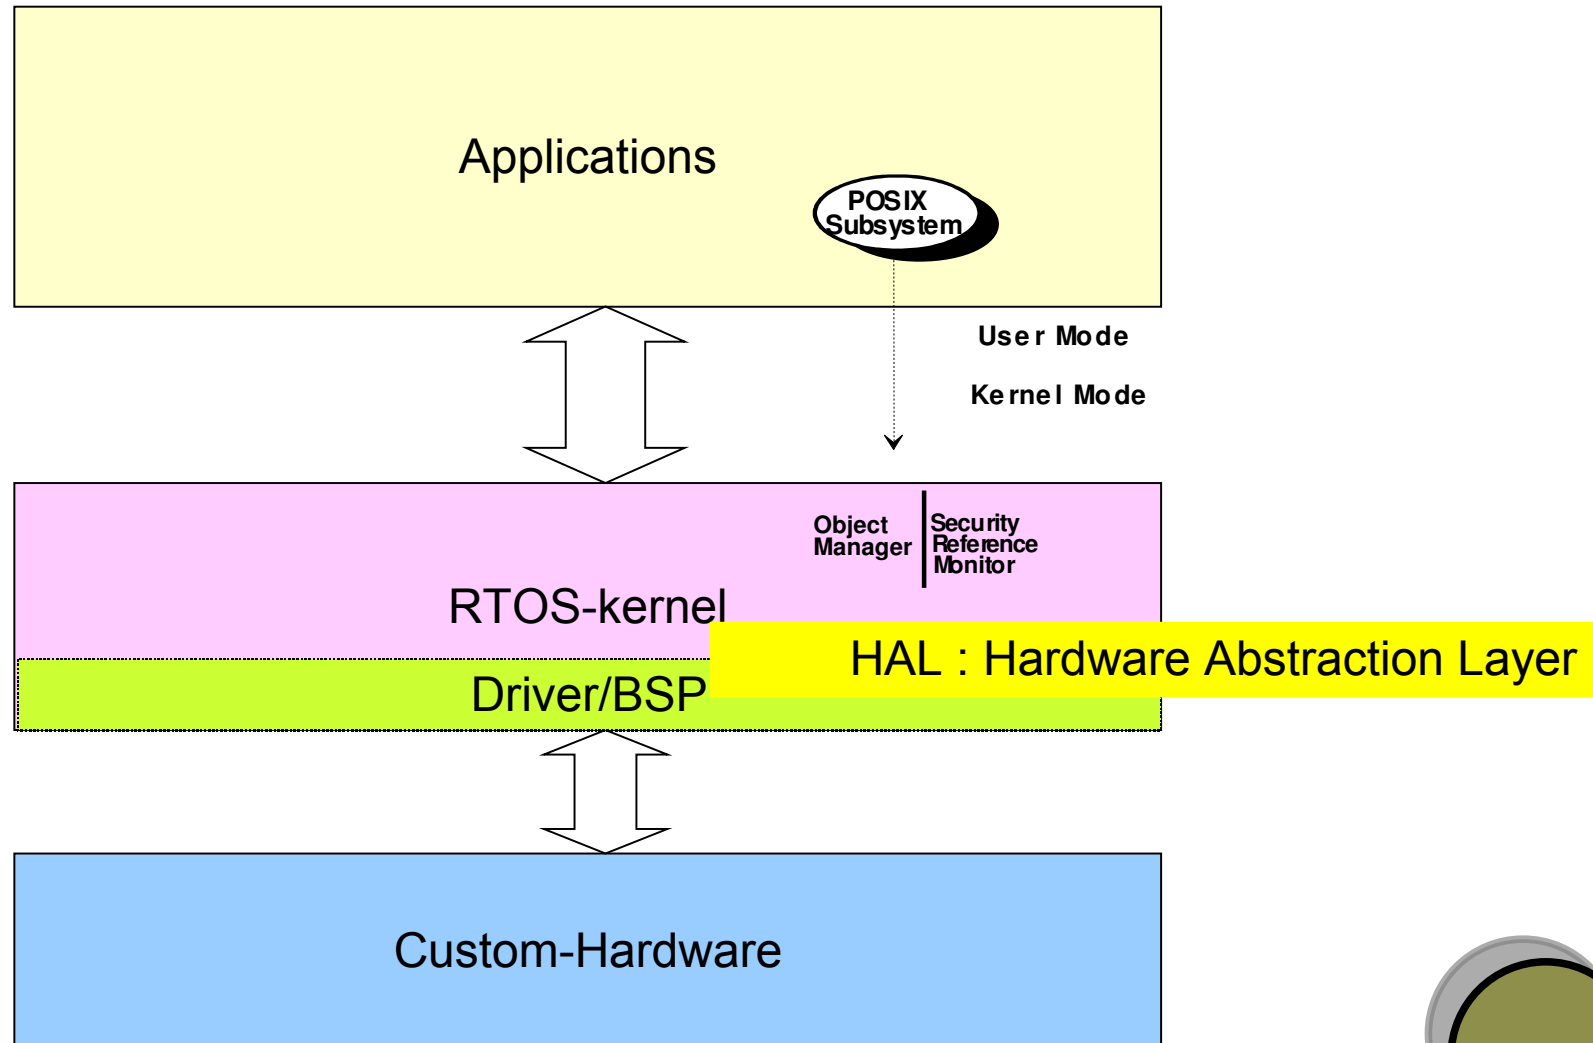 Applications
POSIX
Subsystem
User Mode
Kernel Mode
Object
Manager
Security
Reference
Monitor
RTOS-kernel
HAL : Hardware Abstraction Layer
Driver/BSP
Custom-Hardware